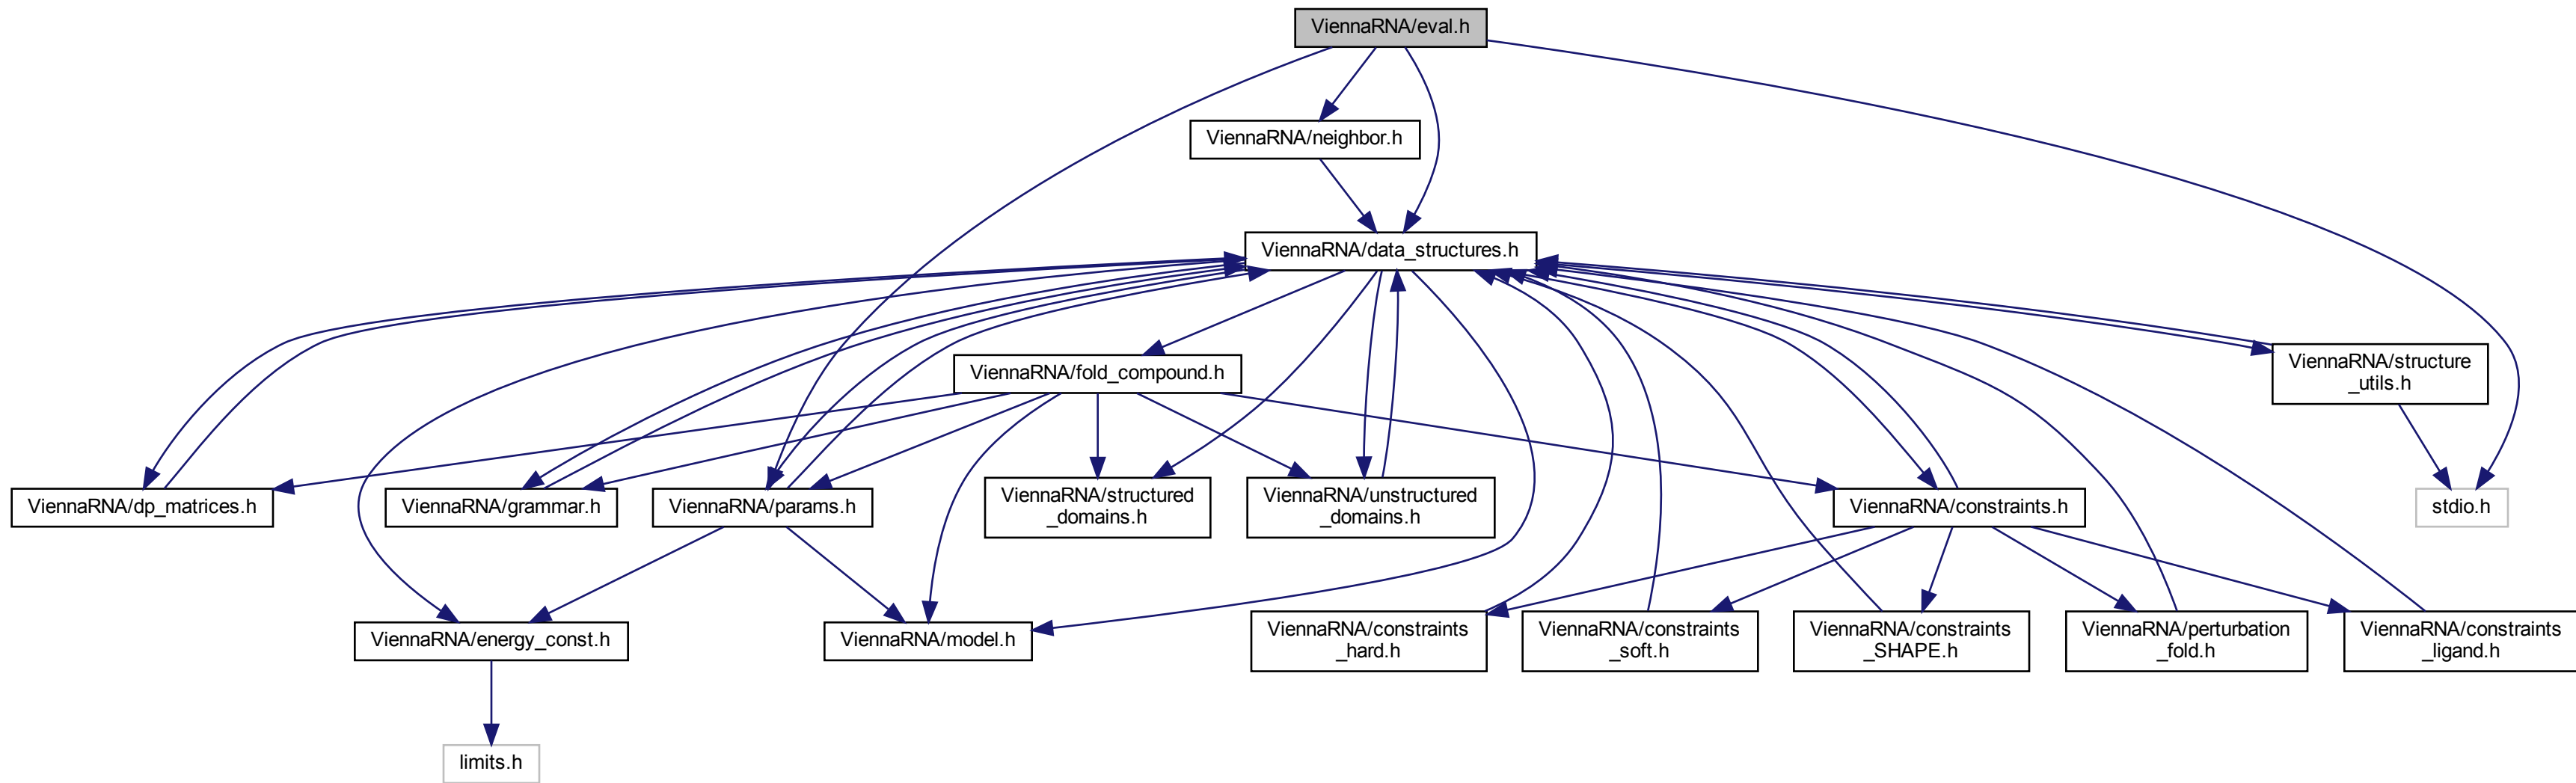 ViennaRNA/eval.h
ViennaRNA/neighbor.h
ViennaRNA/data_structures.h
ViennaRNA/fold_compound.h
ViennaRNA/structure
_utils.h
ViennaRNA/dp_matrices.h
ViennaRNA/grammar.h
ViennaRNA/params.h
ViennaRNA/structured
_domains.h
ViennaRNA/unstructured
_domains.h
ViennaRNA/constraints.h
stdio.h
ViennaRNA/energy_const.h
ViennaRNA/model.h
ViennaRNA/constraints
_hard.h
ViennaRNA/constraints
_soft.h
ViennaRNA/constraints
_SHAPE.h
ViennaRNA/perturbation
_fold.h
ViennaRNA/constraints
_ligand.h
limits.h